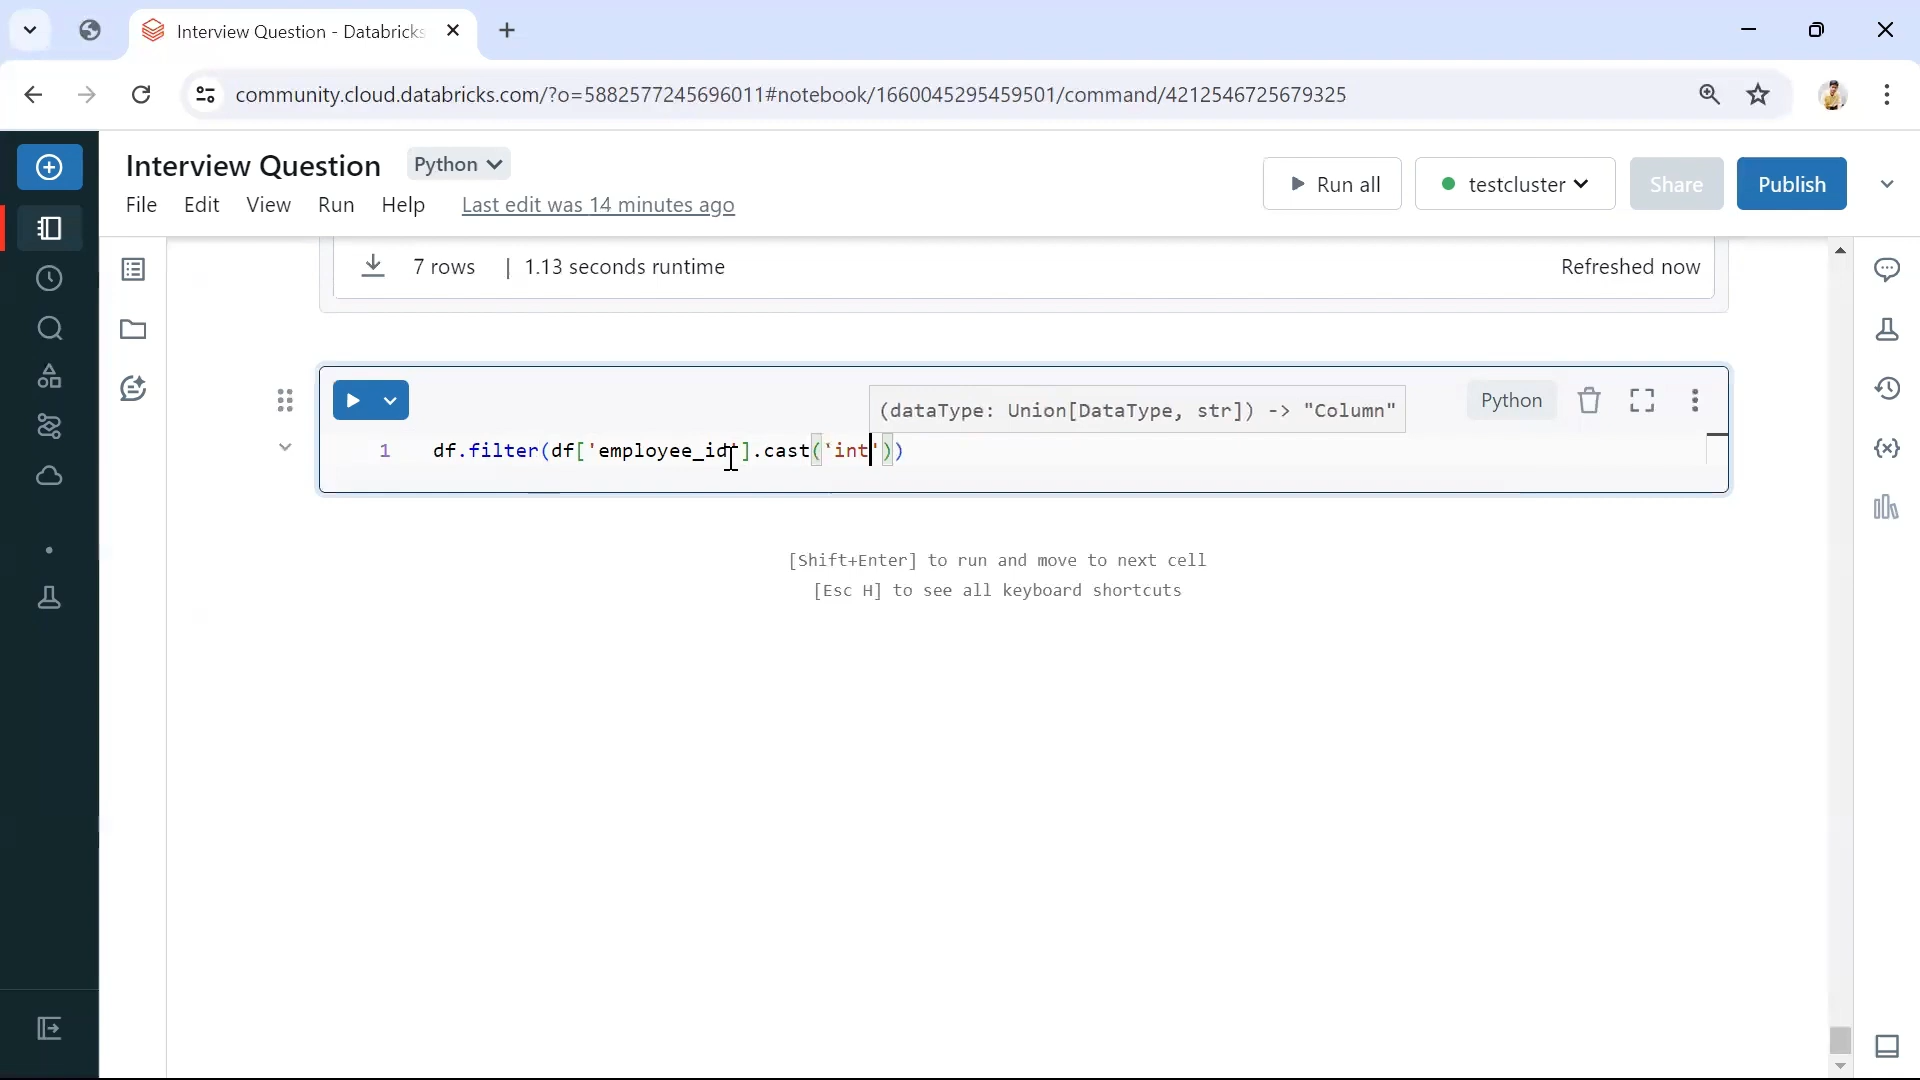 Interview Question - Databricks
community.cloud.databricks.com/?o=5882577245696011#notebook/1660045295459501/command/4212546725679325
Interview Question Python
Run all testcluster Share Publish
File Edit View Run Help Last edit was 14 minutes ago
7 rows | 1.13 seconds runtime Refreshed now
(dataType: Union[DataType, str]) -> "Column" Python
1 df.filter(df['employee_id'].cast('int'))
[Shift+Enter] to run and move to next cell
[Esc H] to see all keyboard shortcuts